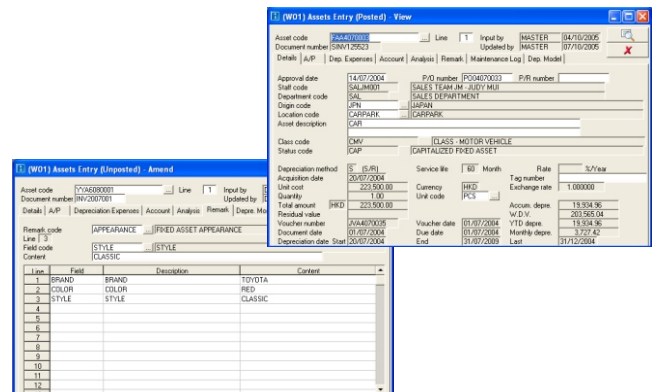 (W01) Assets Entry (Posted) - View
Asset code FAA4070003 ... Line 1 Input by MASTER 04/10/2005
Document number SINV125523 Updated by MASTER 07/10/2005
Details A/P Dep. Expenses Account Analysis Remark Maintenance Log Dep. Model
Approval date 14/07/2004 P/O number PO04070033 P/R number
Staff code SALJM001 SALES TEAM JM - JUDY MUI
Department code SAL SALES DEPARTMENT
Origin code JPN ... JAPAN
Location code CARPARK ... CARPARK
Asset description CAR
Class code CMV CLASS - MOTOR VEHICLE
Status code CAP CAPITALIZED FIXED ASSET
Depreciation method S (S/R) Service life 60 Month Rate %/Year
Acquisition date 20/07/2004 Tag number
Unit cost 223,500.00 Currency HKD Exchange rate 1.000000
Quantity 1.00 Unit code PCS ...
Total amount HKD 223,500.00 Accum. depre. 19,934.96
Residual value W.D.V. 203,565.04
Voucher number JVA4070035 Voucher date 01/07/2004 YTD depre. 19,934.96
Document date 01/07/2004 Due date 01/07/2004 Monthly depre. 3,727.42
Depreciation date Start 20/07/2004 End 31/07/2009 Last 31/12/2004
(W01) Assets Entry (Unposted) - Amend
Asset code YYA6080001 ... Line 1 Input by
Document number INV2007001 Updated by
Details A/P Depreciation Expenses Account Analysis Remark Depre. Mo
Remark code APPEARANCE ... FIXED ASSET APPEARANCE
Line 3
Field code STYLE ... STYLE
Content CLASSIC
Line Field Description Content
1 BRAND BRAND TOYOTA
2 COLOR COLOR RED
3 STYLE STYLE CLASSIC
4
5
6
7
8
9
10
11
12